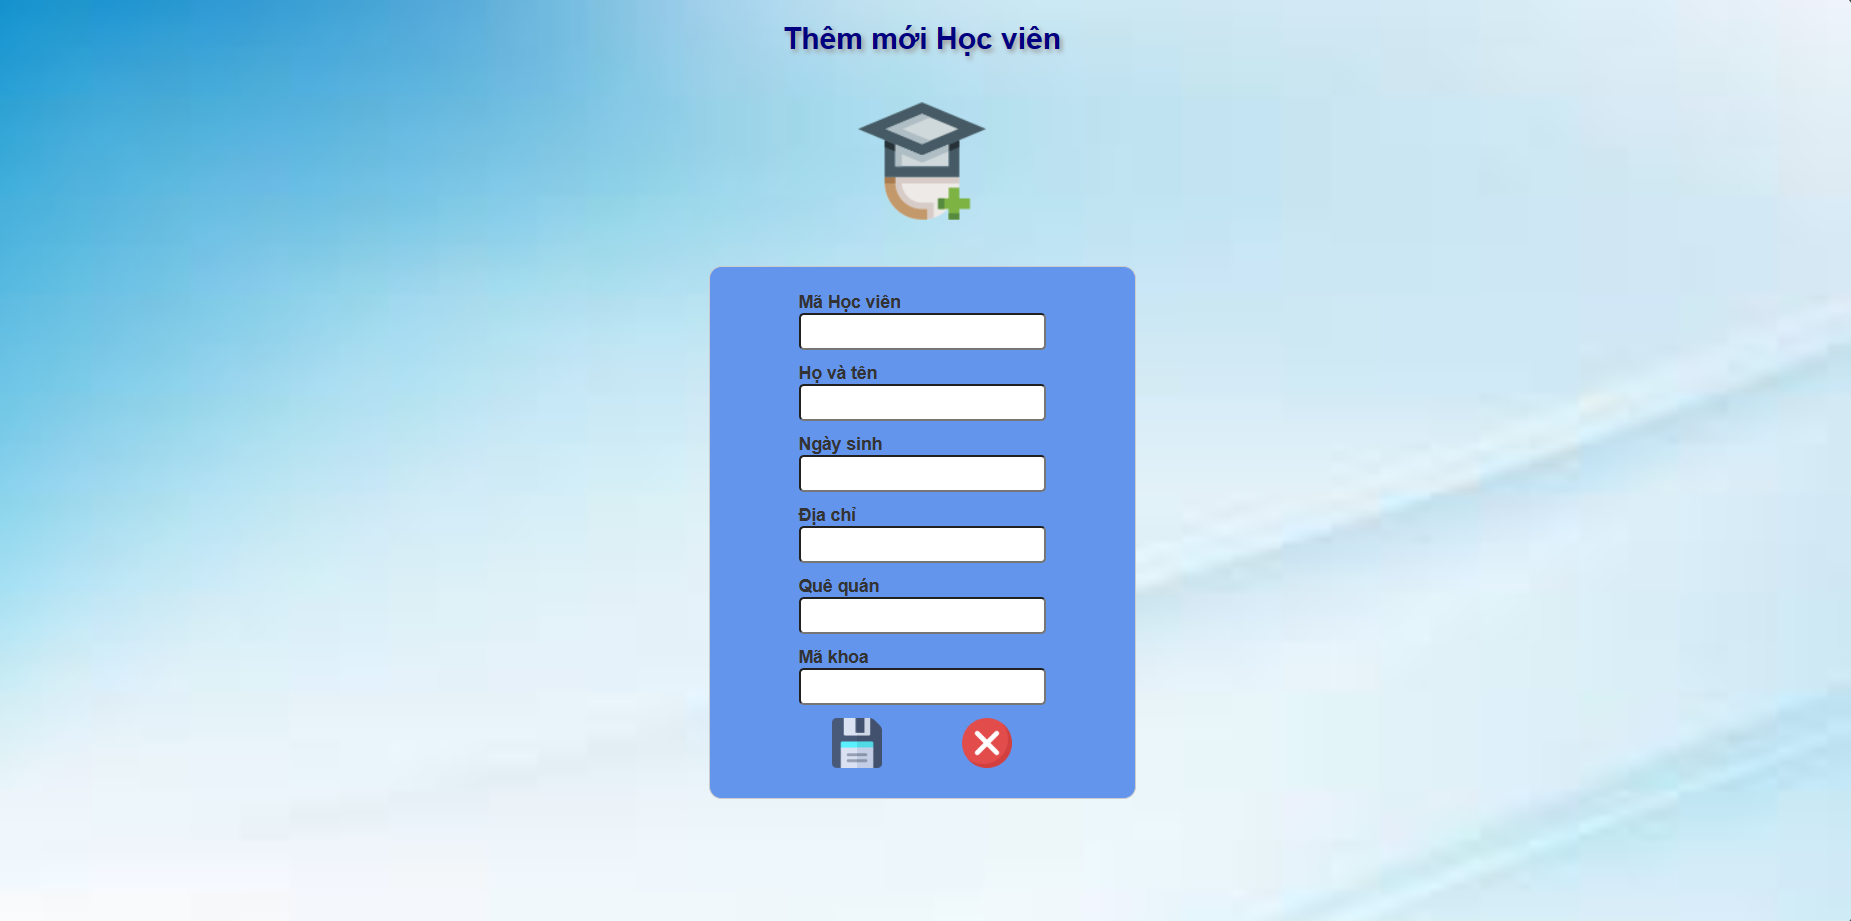 Thêm mới Học viên
Mã Học viên
Họ và tên
Ngày sinh
Địa chỉ
Quê quán
Mã khoa